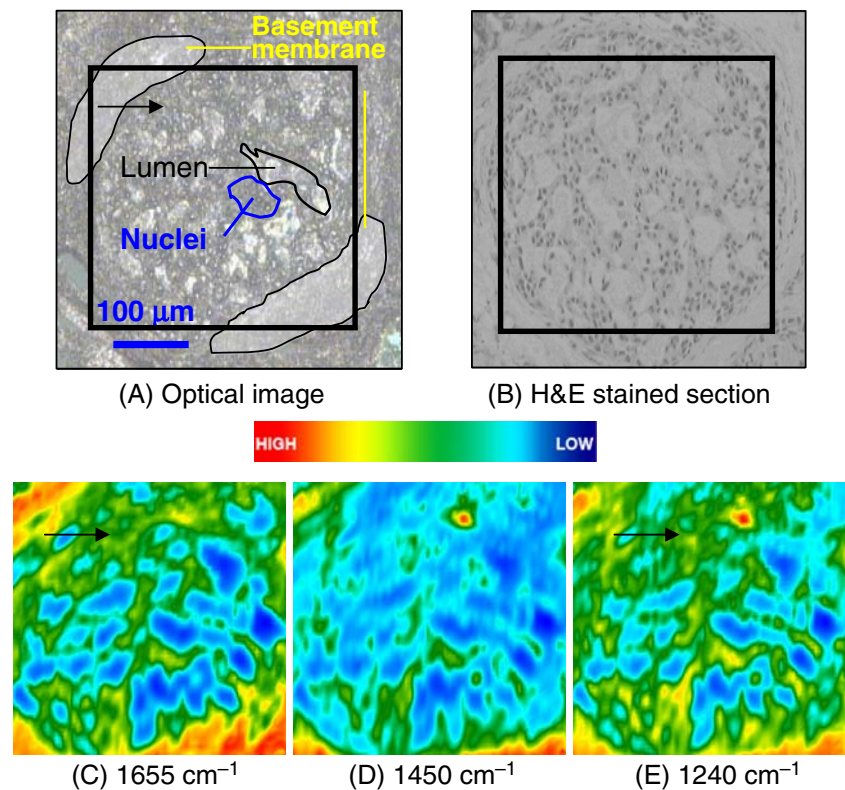 Basement
membrane
Lumen
Nuclei
100 μm
(A) Optical image
(B) H&E stained section
HIGH
LOW
(C) 1655 cm⁻¹
(D) 1450 cm⁻¹
(E) 1240 cm⁻¹